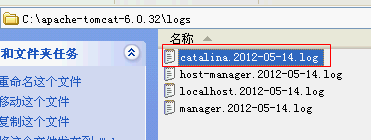 C:\apache-tomcat-6.0.32\logs
和文件夹任务
重命名这个文件
移动这个文件
复制这个文件
名称
catalina.2012-05-14.log
host-manager.2012-05-14.log
localhost.2012-05-14.log
manager.2012-05-14.log